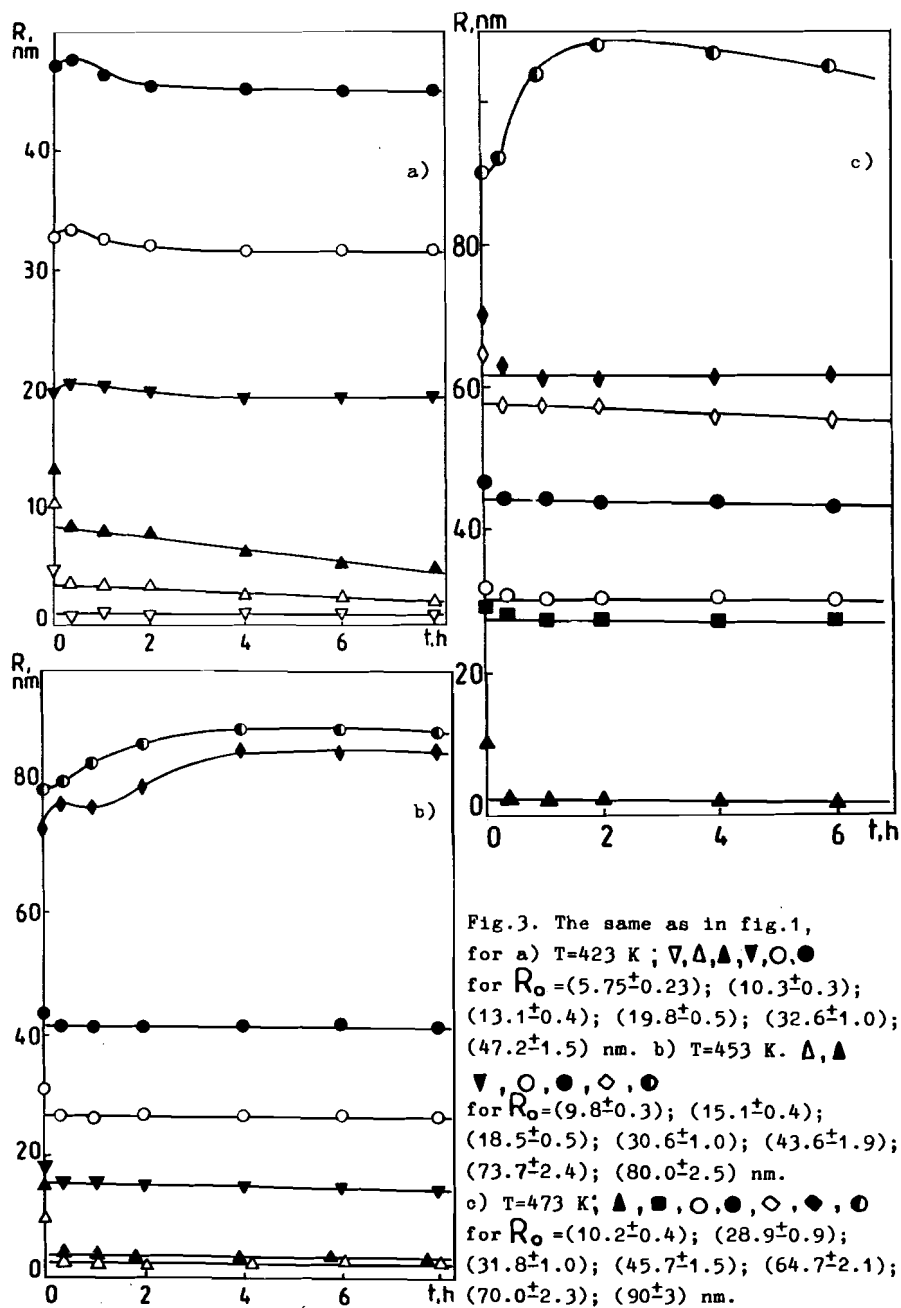 R,
nm
40
30
20
10
0
a)
0 2 4 6 t,h
R,nm
80
60
40
20
0
c)
0 2 4 6 t,h
R,
nm
80
60
40
20
0
b)
0 2 4 6 t,h
Fig.3. The same as in fig.1,
for a) T=423 K ; ▽,△,▲,▼,○,●
for R₀ =(5.75±0.23); (10.3±0.3);
(13.1±0.4); (19.8±0.5); (32.6±1.0);
(47.2±1.5) nm. b) T=453 K. △,▲
▼,○,●,◇,◐
for R₀=(9.8±0.3); (15.1±0.4);
(18.5±0.5); (30.6±1.0); (43.6±1.9);
(73.7±2.4); (80.0±2.5) nm.
c) T=473 K; ▲,■,○,●,◇,◆,◐
for R₀ =(10.2±0.4); (28.9±0.9);
(31.8±1.0); (45.7±1.5); (64.7±2.1);
(70.0±2.3); (90±3) nm.